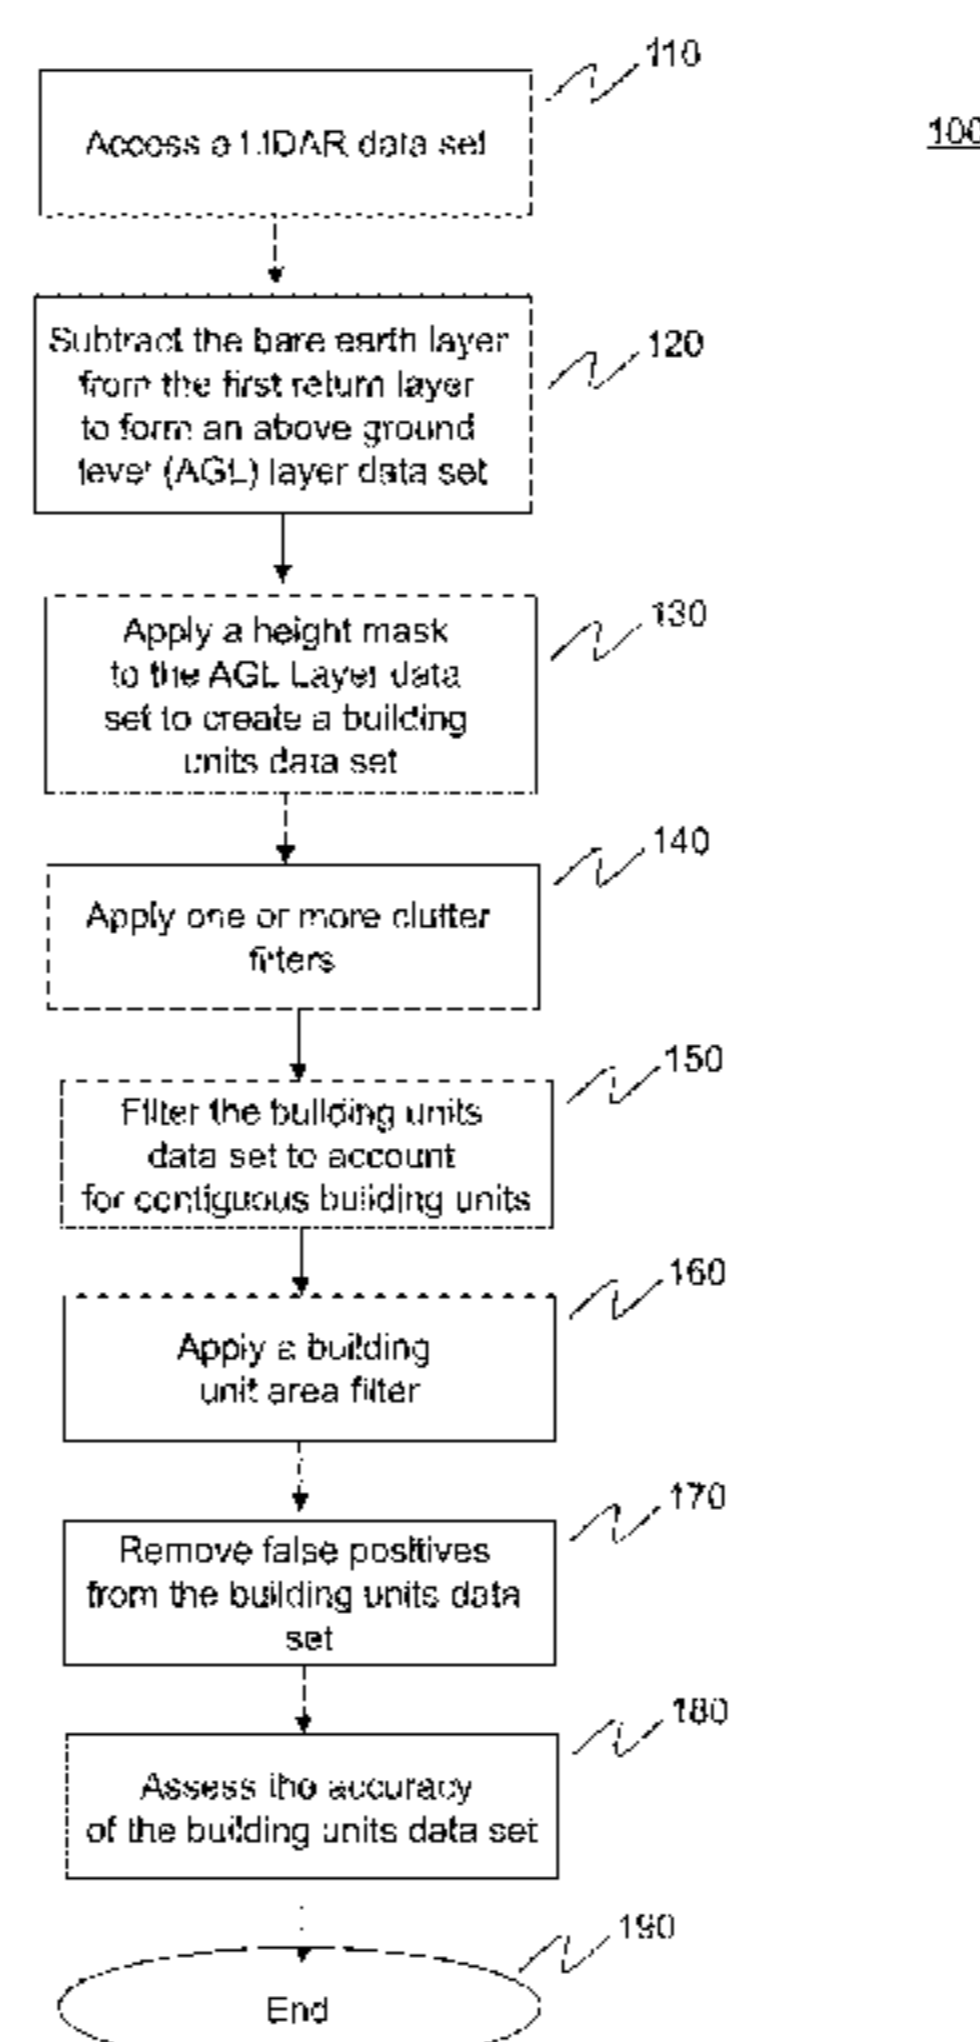 110
100
Access a LIDAR data set
Subtract the bare earth layer
from the first return layer
to form an above ground
level (AGL) layer data set
120
130
Apply a height mask
to the AGL Layer data
set to create a building
units data set
140
Apply one or more clutter
filters
150
Filter the building units
data set to account
for contiguous building units
160
Apply a building
unit area filter
170
Remove false positives
from the building units data
set
180
Assess the accuracy
of the building units data set
190
End